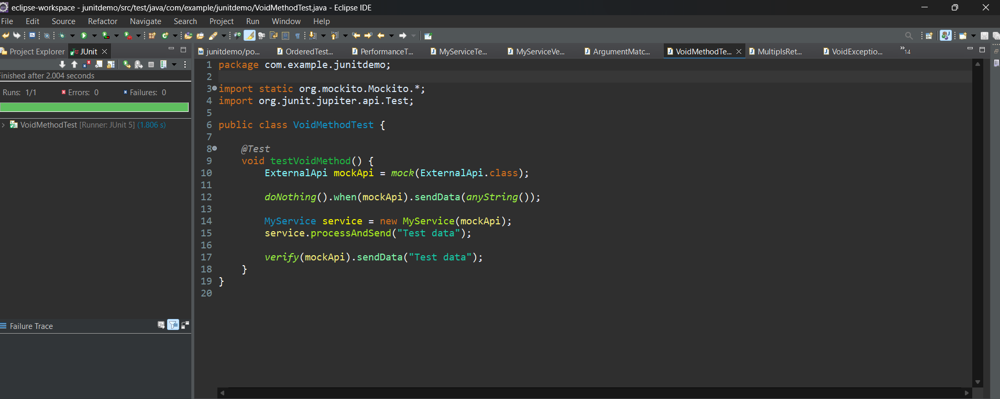 eclipse-workspace - junitdemo/src/test/java/com/example/junitdemo/VoidMethodTest.java - Eclipse IDE
File Edit Source Refactor Navigate Search Project Run Window Help
Project Explorer JUnit
junitdemo/po... OrderedTest... PerformanceT... MyServiceTe... MyServiceVe... ArgumentMatc... VoidMethodTe... MultiplsRet... VoidExceptio... »14
Finished after 2.004 seconds
Runs: 1/1 Errors: 0 Failures: 0
VoidMethodTest [Runner: JUnit 5] (1.806 s)
Failure Trace
1 package com.example.junitdemo;
2
3 import static org.mockito.Mockito.*;
4 import org.junit.jupiter.api.Test;
5
6 public class VoidMethodTest {
7
8 @Test
9 void testVoidMethod() {
10 ExternalApi mockApi = mock(ExternalApi.class);
11
12 doNothing().when(mockApi).sendData(anyString());
13
14 MyService service = new MyService(mockApi);
15 service.processAndSend("Test data");
16
17 verify(mockApi).sendData("Test data");
18 }
19 }
20